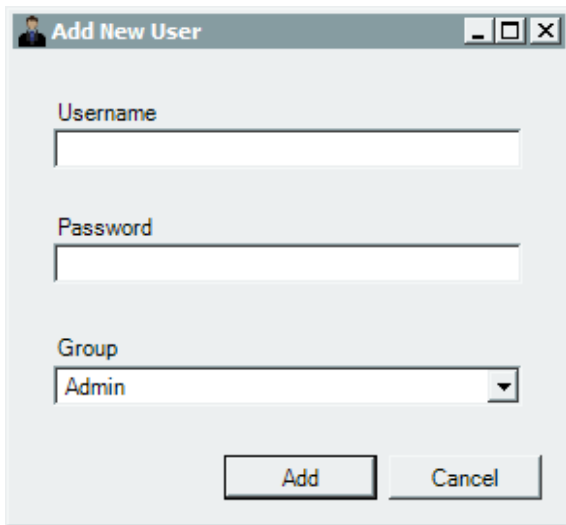 Add New User
Username
Password
Group
Admin
Add Cancel